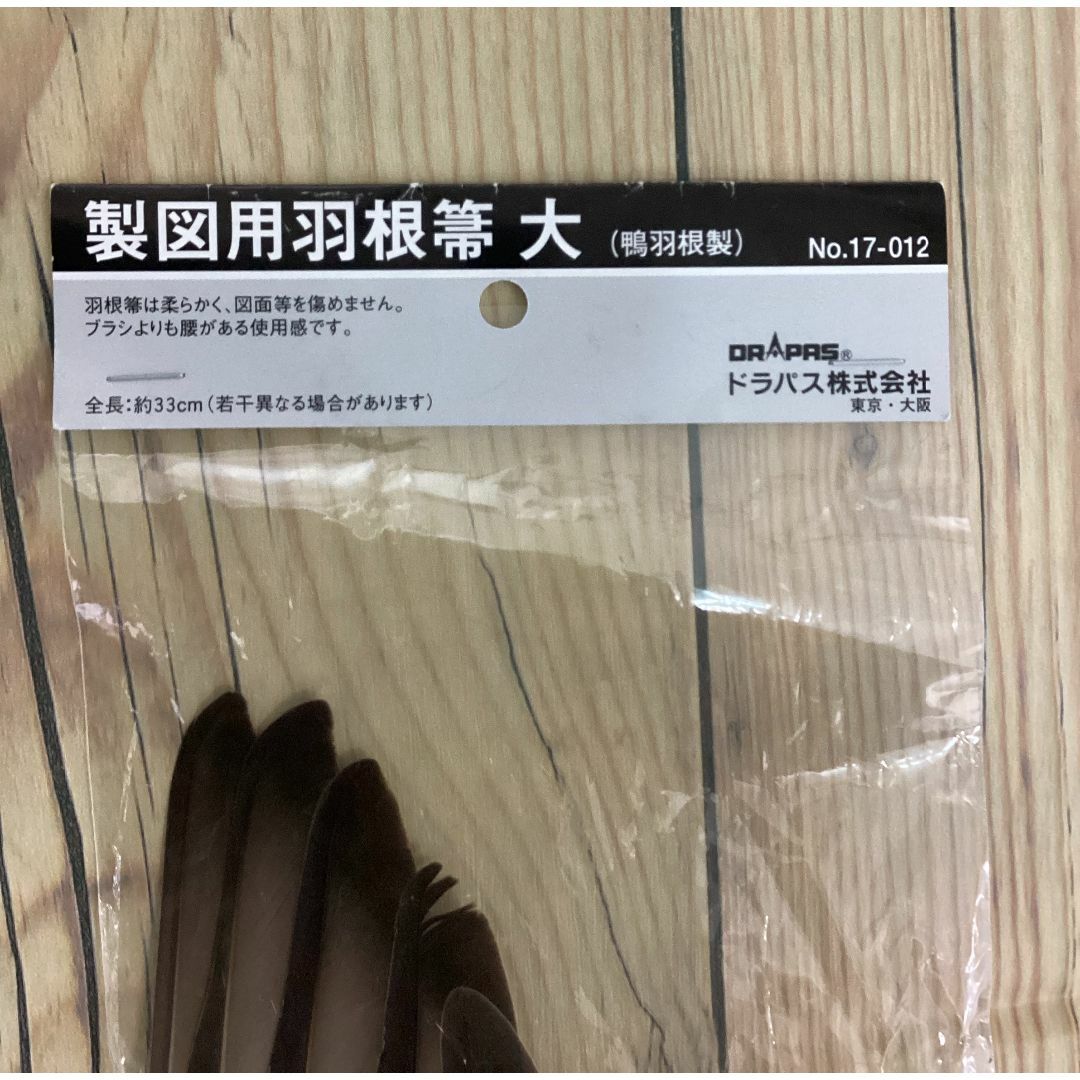 製図用羽根箒 大 (鴨羽根製) No.17-012
羽根箒は柔らかく、図面等を傷めません。
ブラシよりも腰がある使用感です。
全長:約33cm(若干異なる場合があります)
DRAPAS®
ドラパス株式会社
東京・大阪